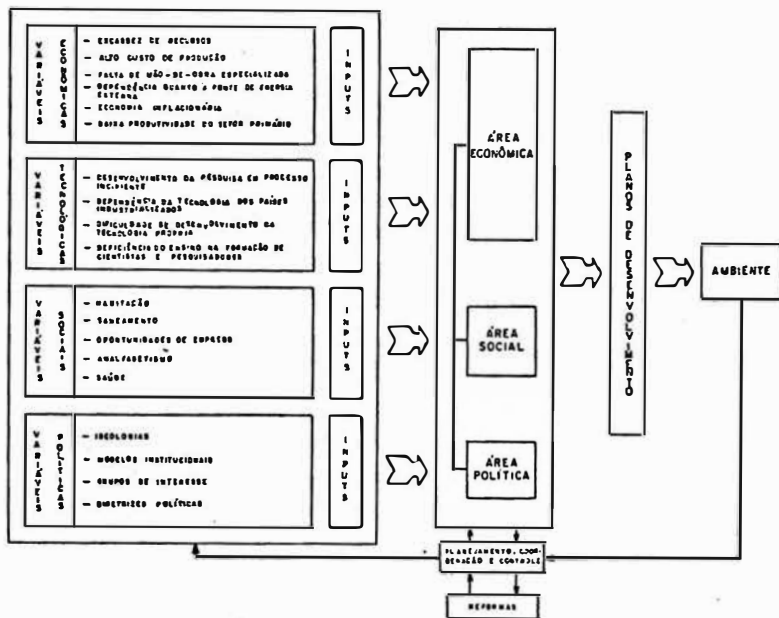 VARIÁVEIS
ECONÔMICAS
– ESCASSEZ DE RECURSOS
– ALTO CUSTO DE PRODUÇÃO
– FALTA DE MÃO-DE-OBRA ESPECIALIZADA
– DEPENDÊNCIA QUANTO À FONTE DE ENERGIA
EXTERNA
– ECONOMIA INFLACIONÁRIA
– BAIXA PRODUTIVIDADE DO SETOR PRIMÁRIO
INPUTS
VARIÁVEIS
TECNOLÓGICAS
– DESENVOLVIMENTO DA PESQUISA EM PROCESSO
INCIPIENTE
– DEPENDÊNCIA DA TECNOLOGIA DOS PAÍSES
INDUSTRIALIZADOS
– DIFICULDADE DE DESENVOLVIMENTO DA
TECNOLOGIA PRÓPRIA
– DEFICIÊNCIA DO ENSINO NA FORMAÇÃO DE
CIENTISTAS E PESQUISADORES
INPUTS
VARIÁVEIS
SOCIAIS
– HABITAÇÃO
– SANEAMENTO
– OPORTUNIDADES DE EMPREGO
– ANALFABETISMO
– SAÚDE
INPUTS
VARIÁVEIS
POLÍTICAS
– IDEOLOGIAS
– MODELOS INSTITUCIONAIS
– GRUPOS DE INTERESSE
– DIRETRIZES POLÍTICAS
INPUTS
ÁREA
ECONÔMICA
ÁREA
SOCIAL
ÁREA
POLÍTICA
PLANOS DE DESENVOLVIMENTO
AMBIENTE
PLANEJAMENTO, COOR-
DENAÇÃO E CONTROLE
REFORMAS